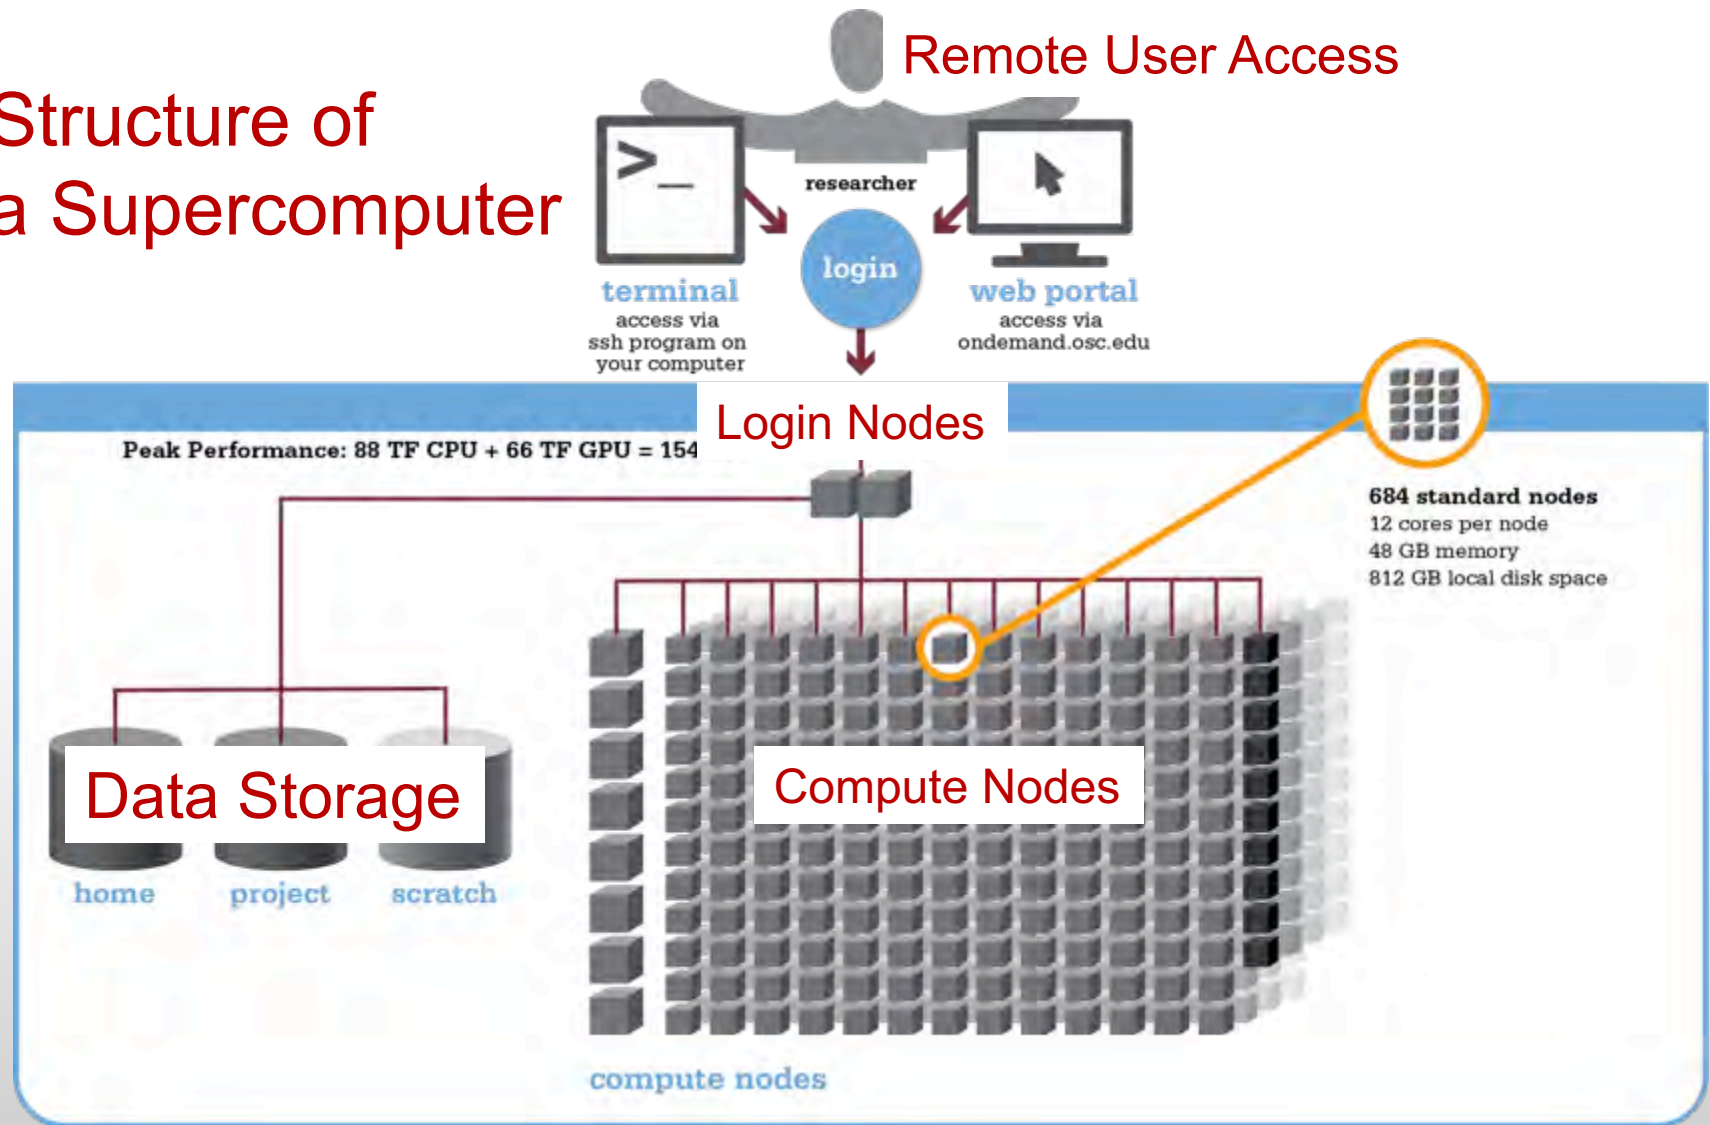 Structure of
a Supercomputer
Remote User Access
>_
researcher
login
terminal
access via
ssh program on
your computer
web portal
access via
ondemand.osc.edu
Login Nodes
Peak Performance: 88 TF CPU + 66 TF GPU = 154
684 standard nodes
12 cores per node
48 GB memory
812 GB local disk space
Data Storage
Compute Nodes
home
project
scratch
compute nodes